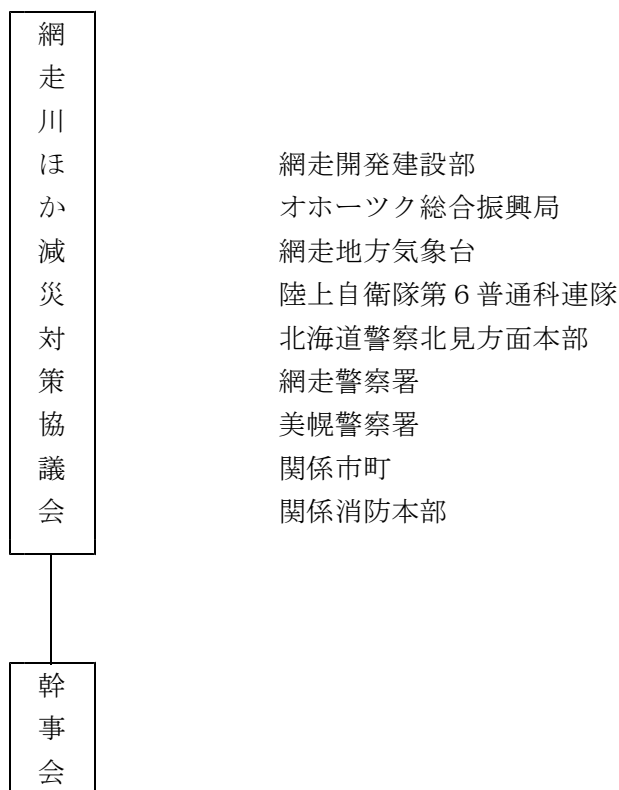 網走川ほか減災対策協議会
網走開発建設部
オホーツク総合振興局
網走地方気象台
陸上自衛隊第６普通科連隊
北海道警察北見方面本部
網走警察署
美幌警察署
関係市町
関係消防本部
幹事会